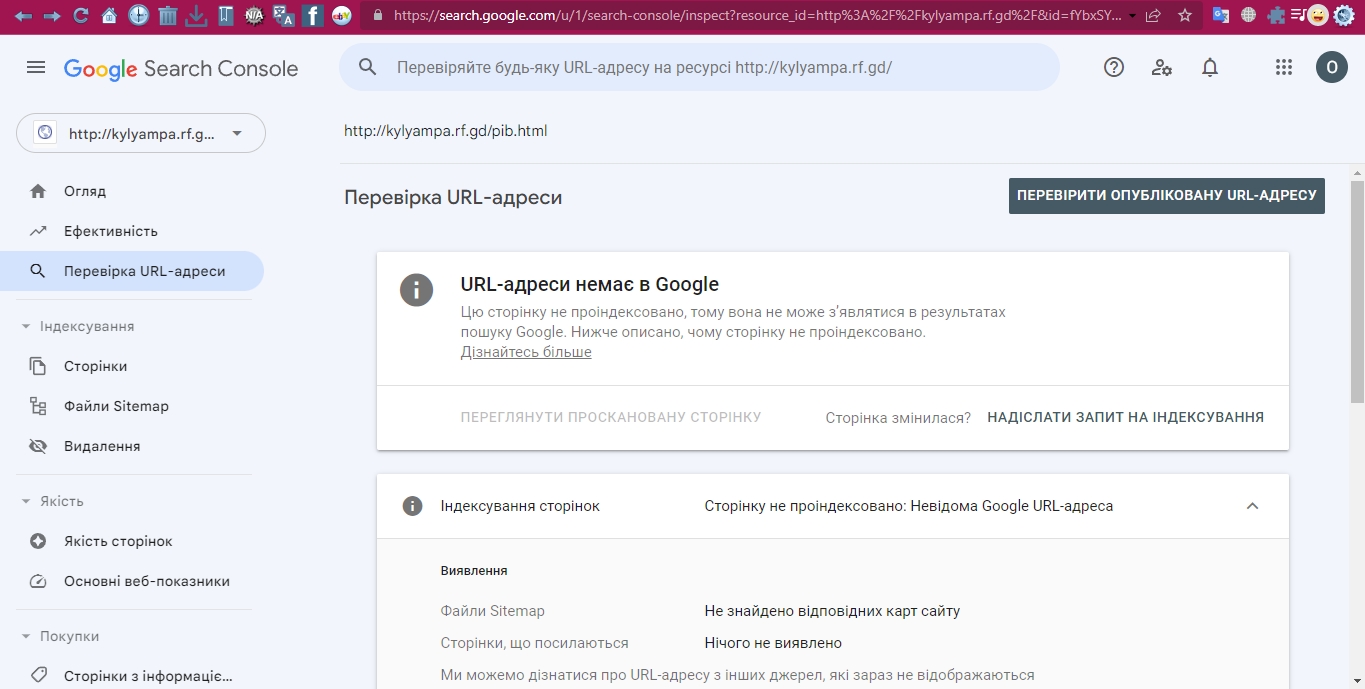 https://search.google.com/u/1/search-console/inspect?resource_id=http%3A%2F%2Fkylyampa.rf.gd%2F&id=fYbxSY...
Google Search Console
Перевіряйте будь-яку URL-адресу на ресурсі http://kylyampa.rf.gd/
O
http://kylyampa.rf.g...
http://kylyampa.rf.gd/pib.html
Огляд
Ефективність
Перевірка URL-адреси
Індексування
Сторінки
Файли Sitemap
Видалення
Якість
Якість сторінок
Основні веб-показники
Покупки
Сторінки з інформаціє...
Перевірка URL-адреси
ПЕРЕВІРИТИ ОПУБЛІКОВАНУ URL-АДРЕСУ
URL-адреси немає в Google
Цю сторінку не проіндексовано, тому вона не може з’являтися в результатах
пошуку Google. Нижче описано, чому сторінку не проіндексовано.
Дізнайтесь більше
ПЕРЕГЛЯНУТИ ПРОСКАНОВАНУ СТОРІНКУ
Сторінка змінилася? НАДІСЛАТИ ЗАПИТ НА ІНДЕКСУВАННЯ
Індексування сторінок
Сторінку не проіндексовано: Невідома Google URL-адреса
Виявлення
Файли Sitemap
Не знайдено відповідних карт сайту
Сторінки, що посилаються
Нічого не виявлено
Ми можемо дізнатися про URL-адресу з інших джерел, які зараз не відображаються